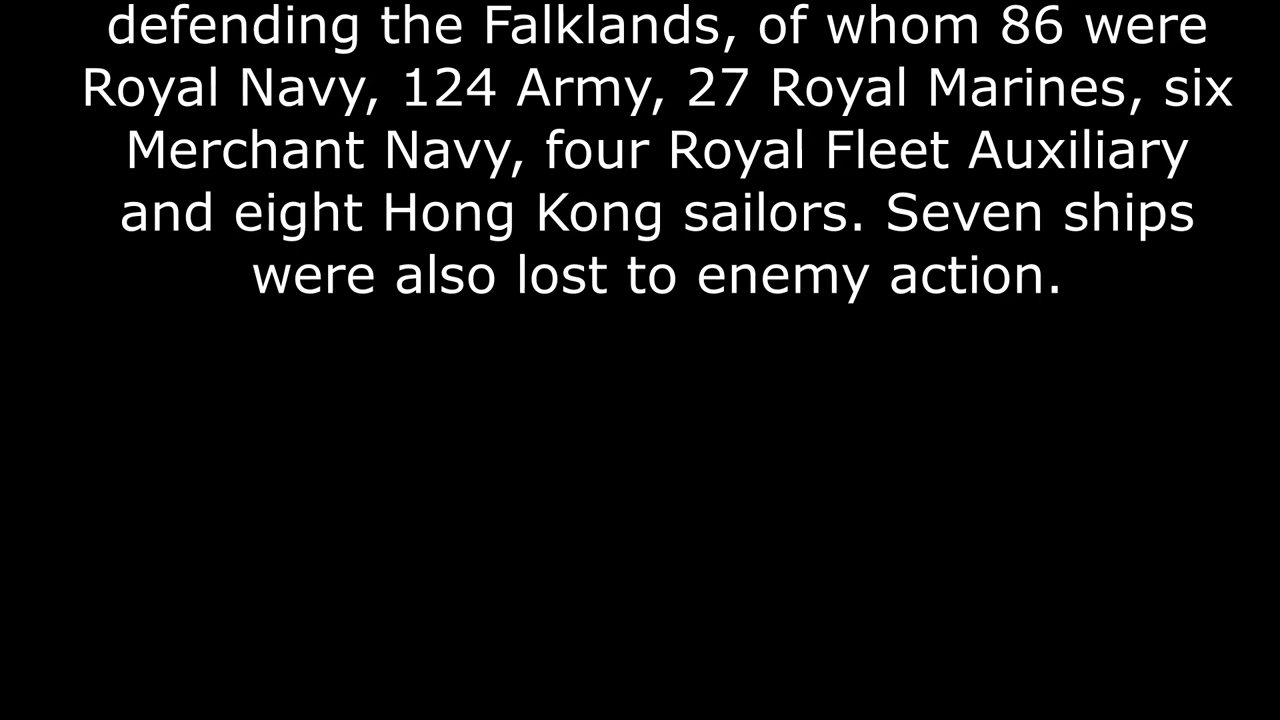 defending the Falklands, of whom 86 were
Royal Navy, 124 Army, 27 Royal Marines, six
Merchant Navy, four Royal Fleet Auxiliary
and eight Hong Kong sailors. Seven ships
were also lost to enemy action.